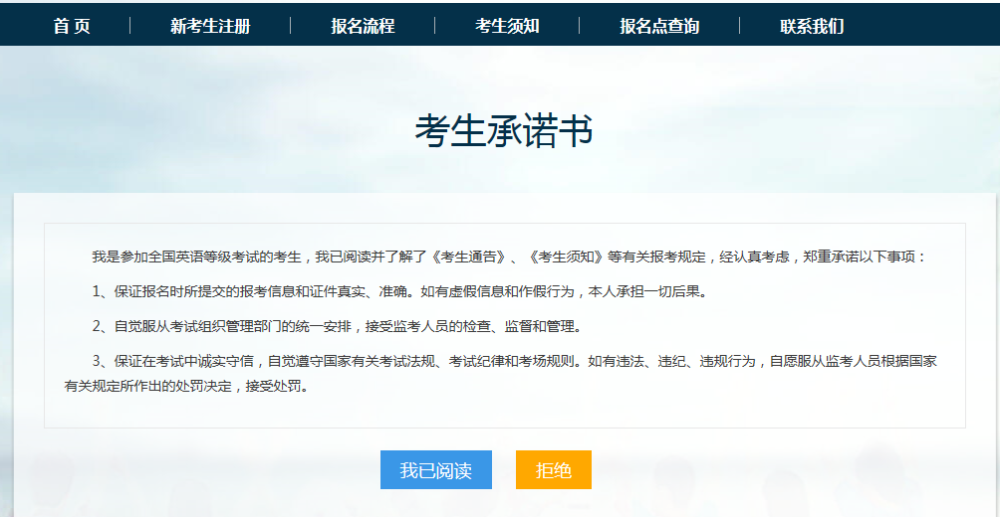 首 页 新考生注册 报名流程 考生须知 报名点查询 联系我们
考生承诺书
我是参加全国英语等级考试的考生，我已阅读并了解了《考生通告》、《考生须知》等有关报考规定，经认真考虑，郑重承诺以下事项：
1、保证报名时所提交的报考信息和证件真实、准确。如有虚假信息和作假行为，本人承担一切后果。
2、自觉服从考试组织管理部门的统一安排，接受监考人员的检查、监督和管理。
3、保证在考试中诚实守信，自觉遵守国家有关考试法规、考试纪律和考场规则。如有违法、违纪、违规行为，自愿服从监考人员根据国家
有关规定所作出的处罚决定，接受处罚。
我已阅读 拒绝